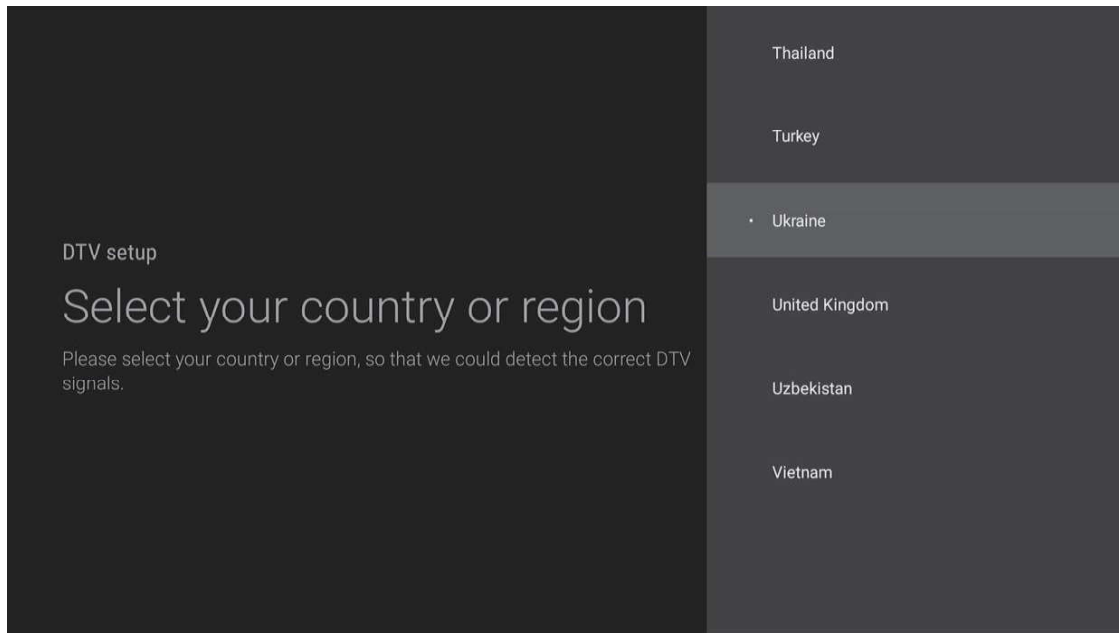 DTV setup
Select your country or region
Please select your country or region, so that we could detect the correct DTV
signals.
Thailand
Turkey
Ukraine
United Kingdom
Uzbekistan
Vietnam